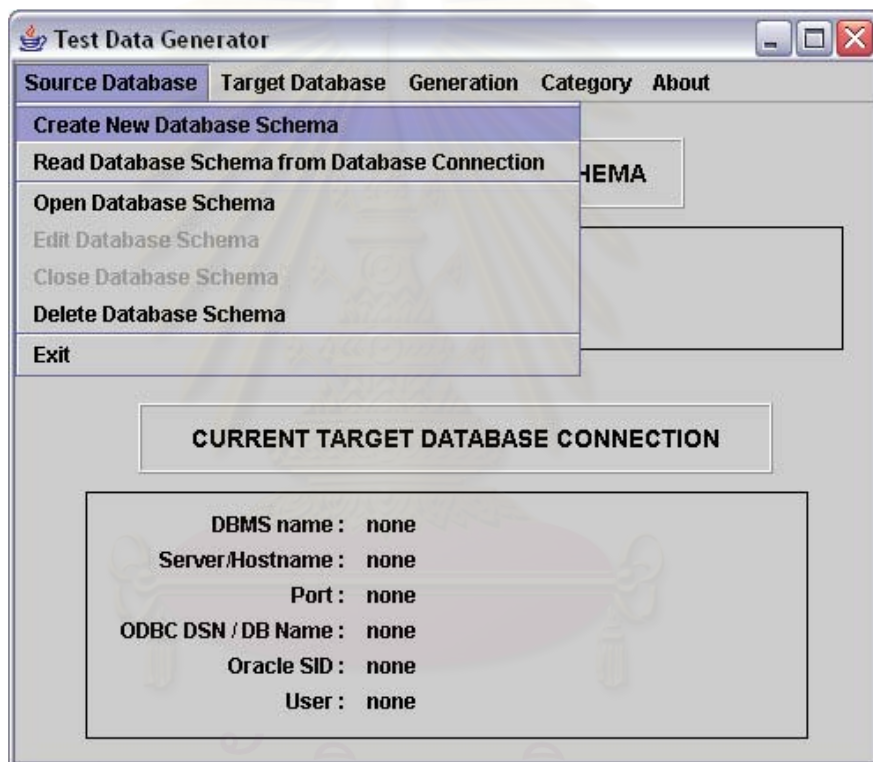 Test Data Generator
Source Database Target Database Generation Category About
Create New Database Schema
Read Database Schema from Database Connection
Open Database Schema
Edit Database Schema
Close Database Schema
Delete Database Schema
Exit
CURRENT TARGET DATABASE CONNECTION
DBMS name : none
Server/Hostname : none
Port : none
ODBC DSN / DB Name : none
Oracle SID : none
User : none